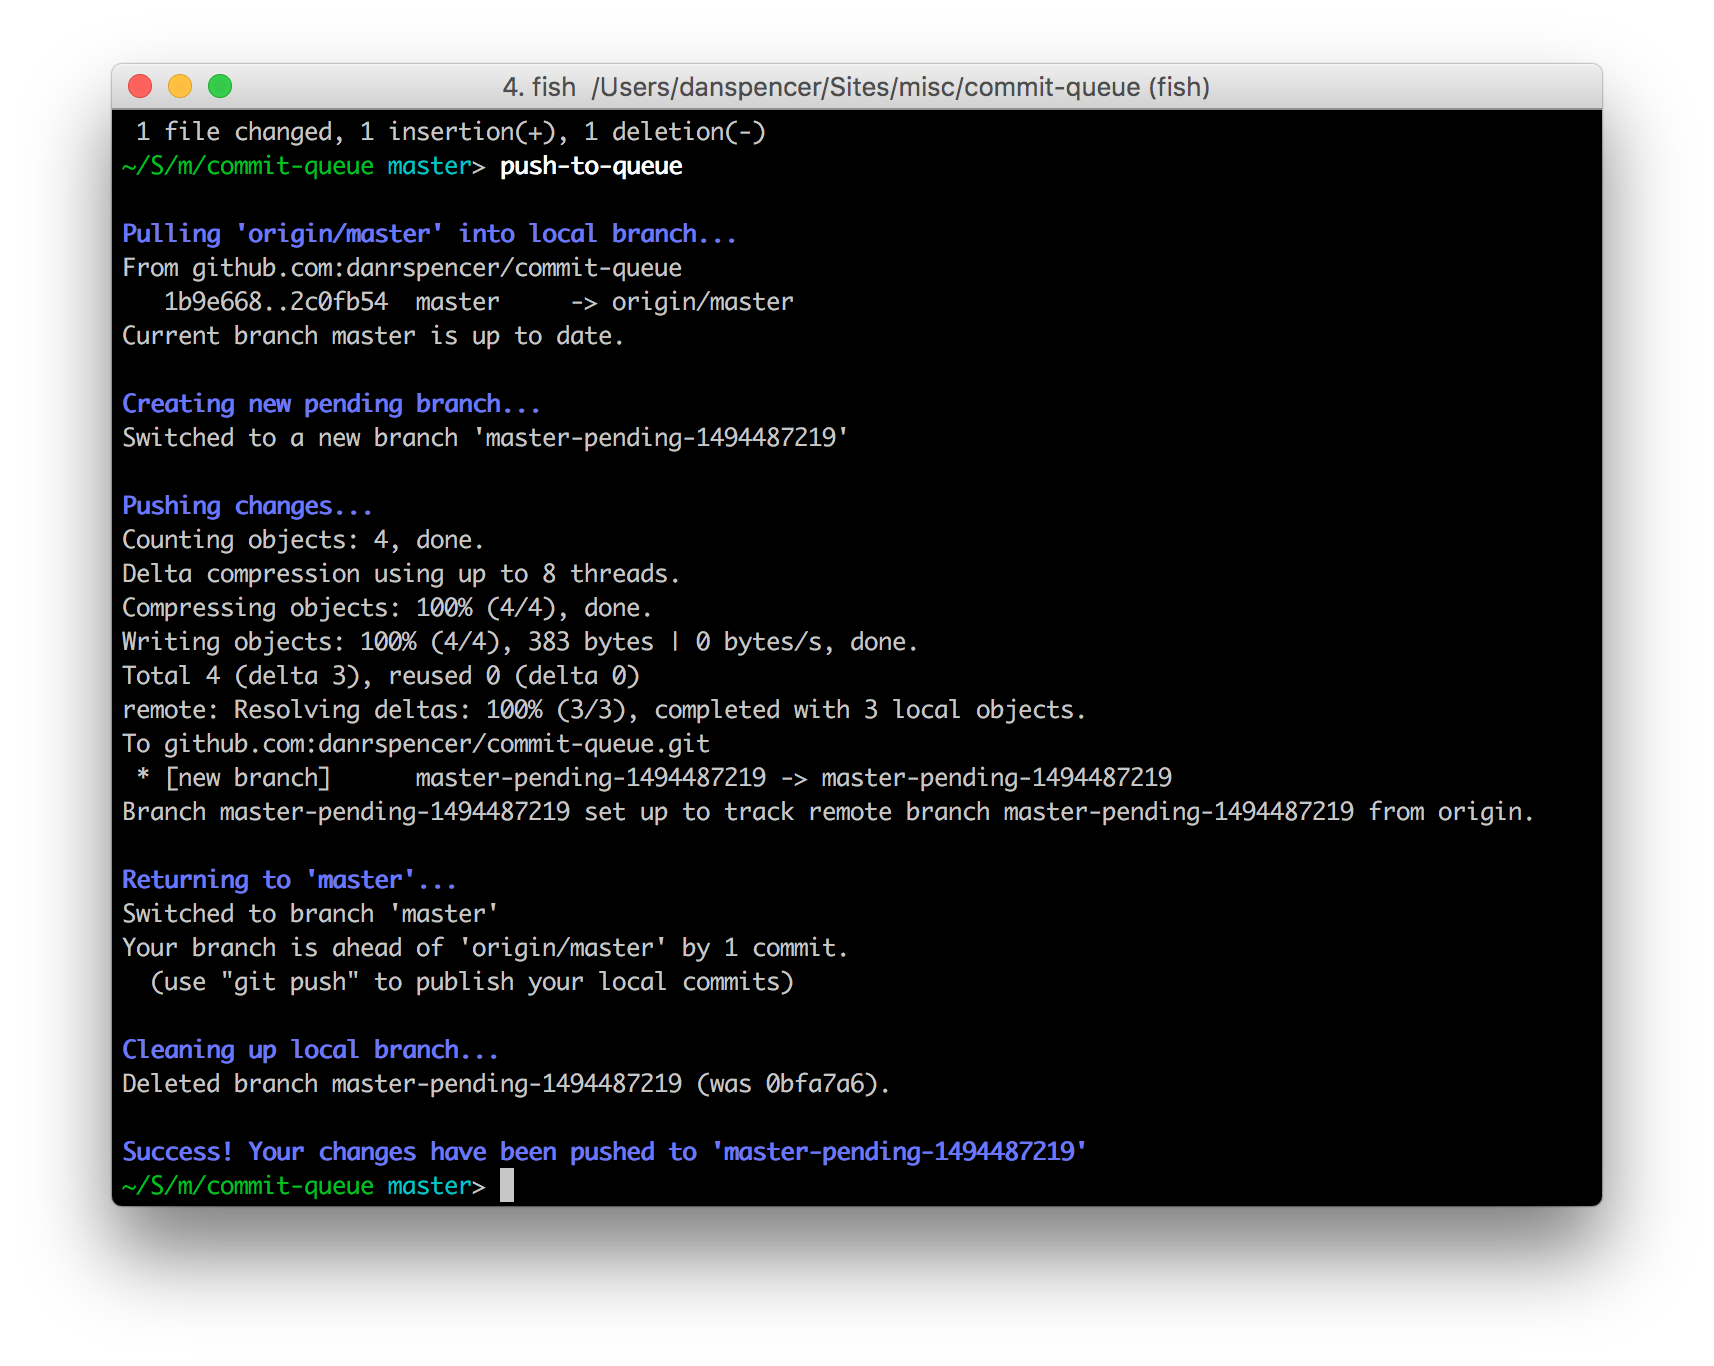 4. fish  /Users/danspencer/Sites/misc/commit-queue (fish)
 1 file changed, 1 insertion(+), 1 deletion(-)
~/S/m/commit-queue master> push-to-queue
Pulling 'origin/master' into local branch...
From github.com:danrspencer/commit-queue
   1b9e668..2c0fb54  master     -> origin/master
Current branch master is up to date.
Creating new pending branch...
Switched to a new branch 'master-pending-1494487219'
Pushing changes...
Counting objects: 4, done.
Delta compression using up to 8 threads.
Compressing objects: 100% (4/4), done.
Writing objects: 100% (4/4), 383 bytes | 0 bytes/s, done.
Total 4 (delta 3), reused 0 (delta 0)
remote: Resolving deltas: 100% (3/3), completed with 3 local objects.
To github.com:danrspencer/commit-queue.git
 * [new branch]      master-pending-1494487219 -> master-pending-1494487219
Branch master-pending-1494487219 set up to track remote branch master-pending-1494487219 from origin.
Returning to 'master'...
Switched to branch 'master'
Your branch is ahead of 'origin/master' by 1 commit.
  (use "git push" to publish your local commits)
Cleaning up local branch...
Deleted branch master-pending-1494487219 (was 0bfa7a6).
Success! Your changes have been pushed to 'master-pending-1494487219'
~/S/m/commit-queue master>